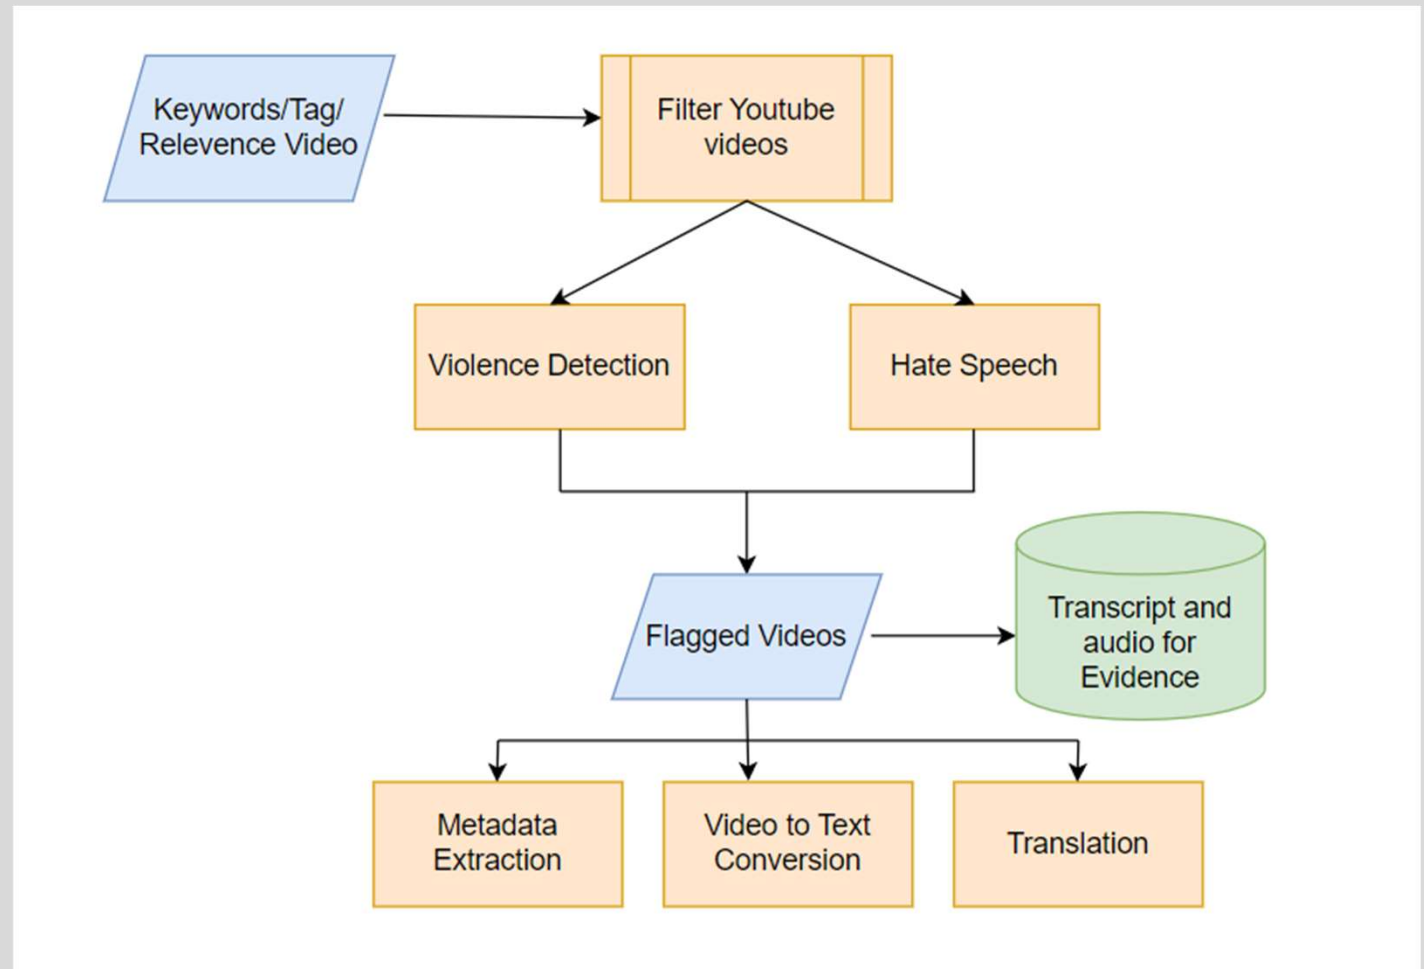 Keywords/Tag/
Relevence Video
Filter Youtube
videos
Violence Detection
Hate Speech
Flagged Videos
Transcript and
audio for
Evidence
Metadata
Extraction
Video to Text
Conversion
Translation